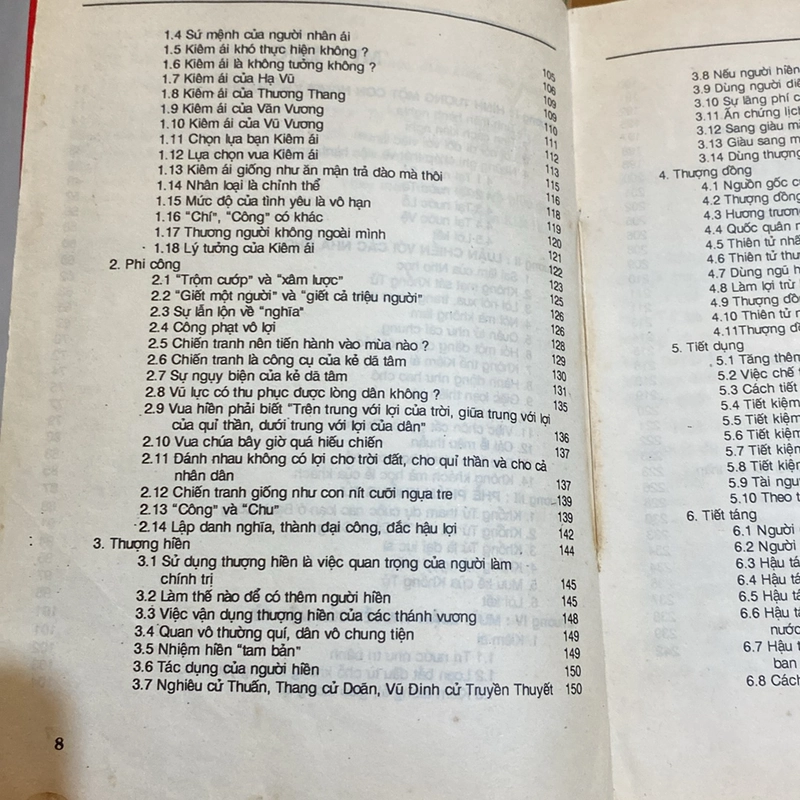 1.4 Sứ mệnh của người nhân ái
1.5 Kiêm ái khó thực hiện không ?
1.6 Kiêm ái là không tưởng không ? 105
1.7 Kiêm ái của Hạ Vũ 106
1.8 Kiêm ái của Thương Thang 109
1.9 Kiêm ái của Văn Vương 109
1.10 Kiêm ái của Vũ Vương 110
1.11 Chọn lựa bạn Kiêm ái 111
1.12 Lựa chọn vua Kiêm ái 112
1.13 Kiêm ái giống như ăn mận trả đào mà thôi 113
1.14 Nhân loại là chỉnh thể 115
1.15 Mức độ của tình yêu là vô hạn 116
1.16 "Chí", "Công" có khác 118
1.17 Thương người không ngoài mình 119
1.18 Lý tưởng của Kiêm ái 120
2. Phi công 121
2.1 "Trộm cướp" và "xâm lược" 122
2.2 "Giết một người" và "giết cả triệu người" 123
2.3 Sự lẫn lộn về "nghĩa" 125
2.4 Công phạt vô lợi 126
2.5 Chiến tranh nên tiến hành vào mùa nào ? 126
2.6 Chiến tranh là công cụ của kẻ dã tâm 128
2.7 Sự ngụy biện của kẻ dã tâm 129
2.8 Vũ lực có thu phục được lòng dân không ? 130
2.9 Vua hiền phải biết "Trên trung với lợi của trời, giữa trung với lợi 131
của quỉ thần, dưới trung với lợi của dân" 135
2.10 Vua chúa bây giờ quá hiếu chiến 136
2.11 Đánh nhau không có lợi cho trời đất, cho quỉ thần và cho cả 137
nhân dân 137
2.12 Chiến tranh giống như con nít cưỡi ngựa tre 139
2.13 "Công" và "Chu" 139
2.14 Lập danh nghĩa, thành đại công, đắc hậu lợi 142
3. Thượng hiền 144
3.1 Sử dụng thượng hiền là việc quan trọng của người làm
chính trị 145
3.2 Làm thế nào để có thêm người hiền 145
3.3 Việc vận dụng thượng hiền của các thánh vương 148
3.4 Quan vô thường quí, dân vô chung tiện 149
3.5 Nhiệm hiền "tam bản" 149
3.6 Tác dụng của người hiền 150
3.7 Nghiêu cử Thuấn, Thang cử Doãn, Vũ Đinh cử Truyền Thuyết 150
8
3.8 Nếu người hiền
3.9 Dùng người
3.10 Sự lãng phí
3.11 Ấn chứng
3.12 Sang giàu
3.13 Giàu sang
3.14 Dùng thượng
4. Thượng đồng
4.1 Nguồn gốc
4.2 Thượng đồng
4.3 Hương trương
4.4 Quốc quân
4.5 Thiên tử
4.6 Thiên tử
4.7 Dùng ngũ
4.8 Làm lợi trừ
4.9 Thượng
4.10 Thiên tử
4.11Thượng
5. Tiết dụng
5.1 Tăng thêm
5.2 Việc chế
5.3 Cách tiết
5.4 Tiết kiệm
5.5 Tiết kiệm
5.6 Tiết kiệm
5.7 Tiết kiệm
5.8 Tiết kiệm
5.9 Tài
5.10 Theo
6. Tiết táng
6.1 Người
6.2 Người
6.3 Hậu
6.4 Hậu
6.5 Hậu
6.6 Hậu
nước
6.7 Hậu
ban
6.8 Cách